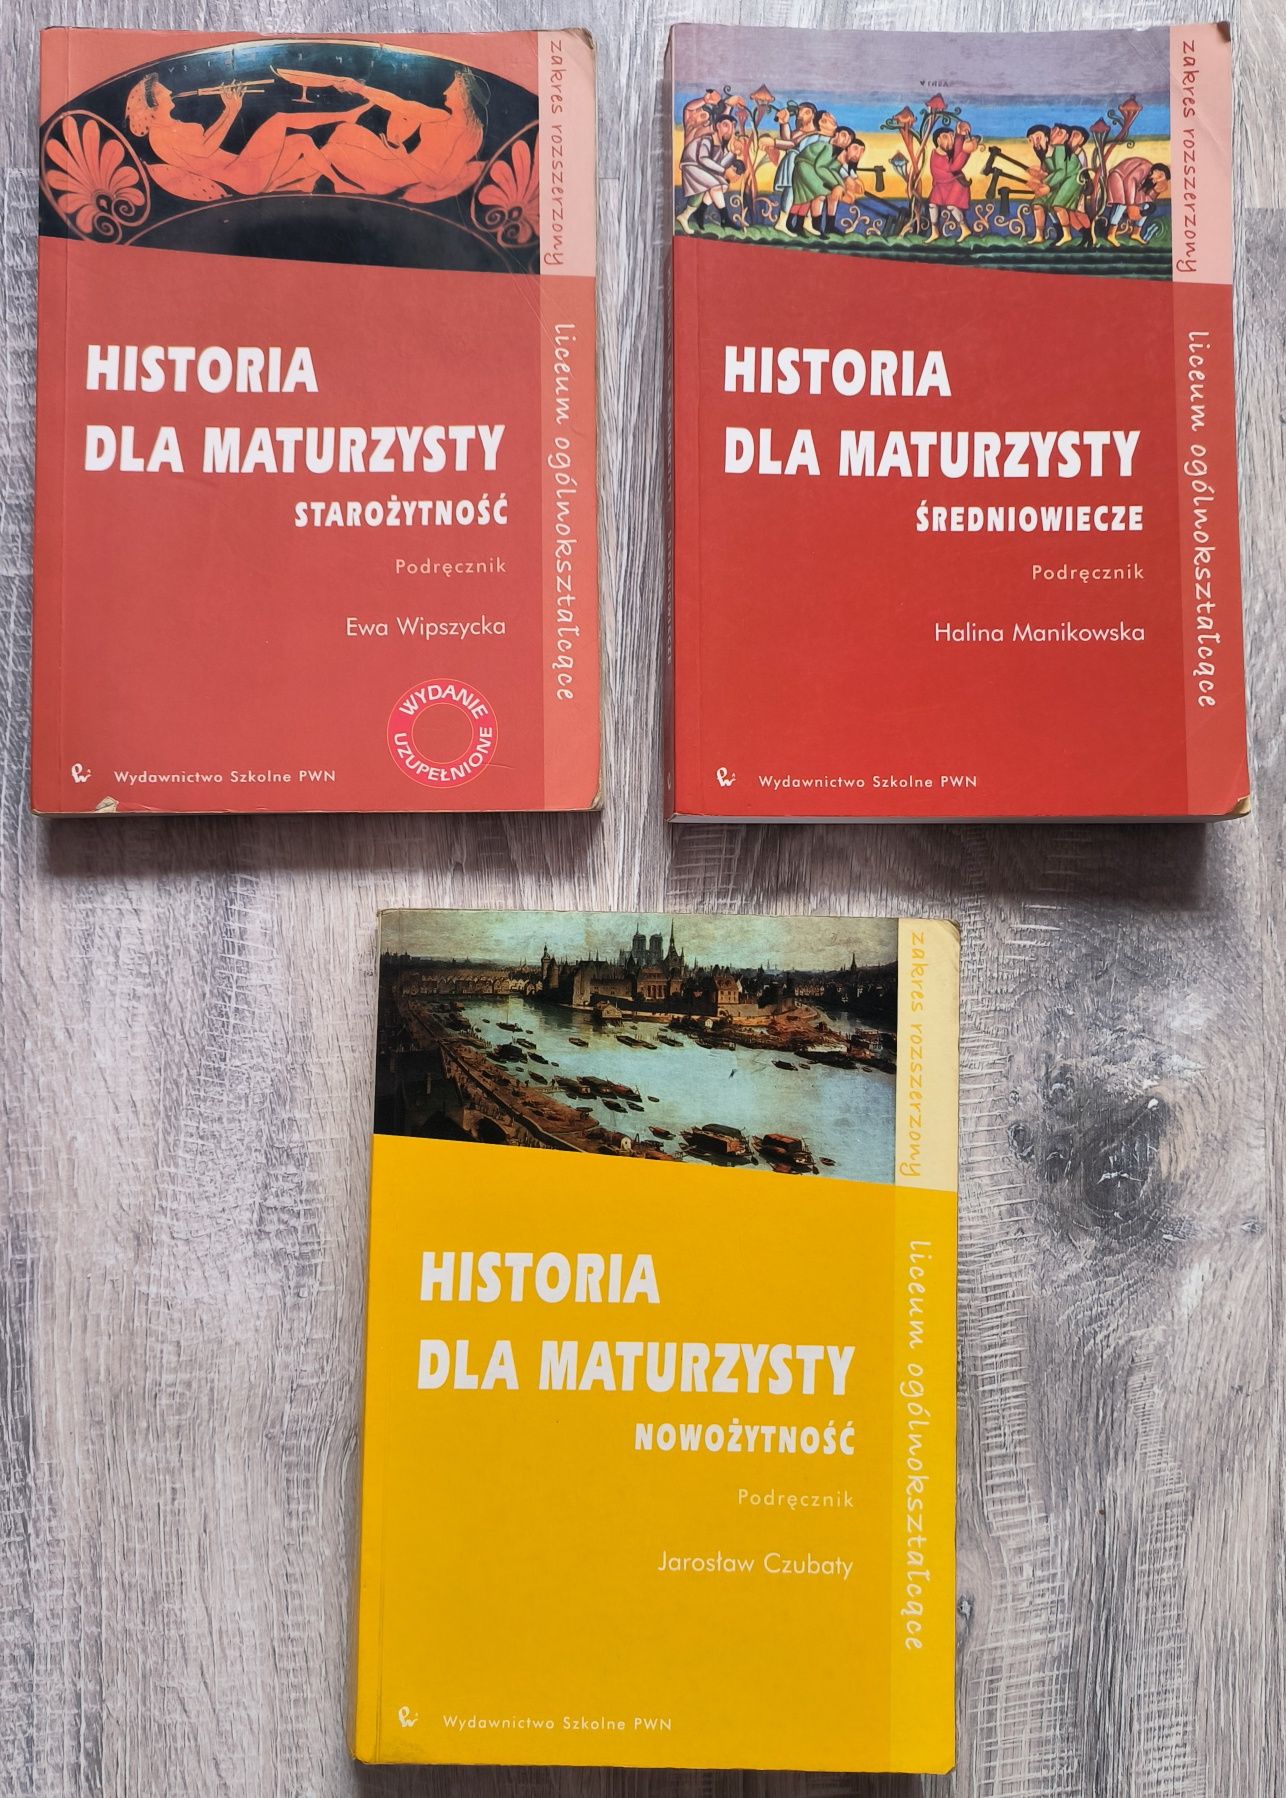 zakres rozszerzony
liceum ogólnokształcące
HISTORIA
DLA MATURZYSTY
STAROŻYTNOŚĆ
Podręcznik
Ewa Wipszycka
WYDANIE
UZUPEŁNIONE
Wydawnictwo Szkolne PWN
zakres rozszerzony
liceum ogólnokształcące
HISTORIA
DLA MATURZYSTY
ŚREDNIOWIECZE
Podręcznik
Halina Manikowska
Wydawnictwo Szkolne PWN
zakres rozszerzony
liceum ogólnokształcące
HISTORIA
DLA MATURZYSTY
NOWOŻYTNOŚĆ
Podręcznik
Jarosław Czubaty
Wydawnictwo Szkolne PWN